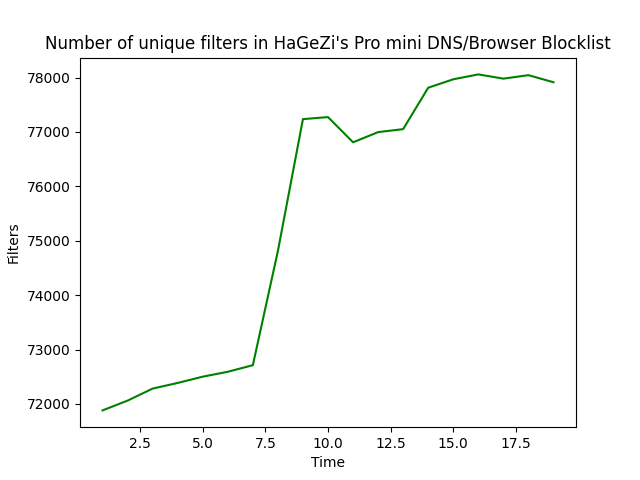 Number of unique filters in HaGeZi's Pro mini DNS/Browser Blocklist
78000
77000
76000
75000
74000
73000
72000
Filters
2.5 5.0 7.5 10.0 12.5 15.0 17.5
Time